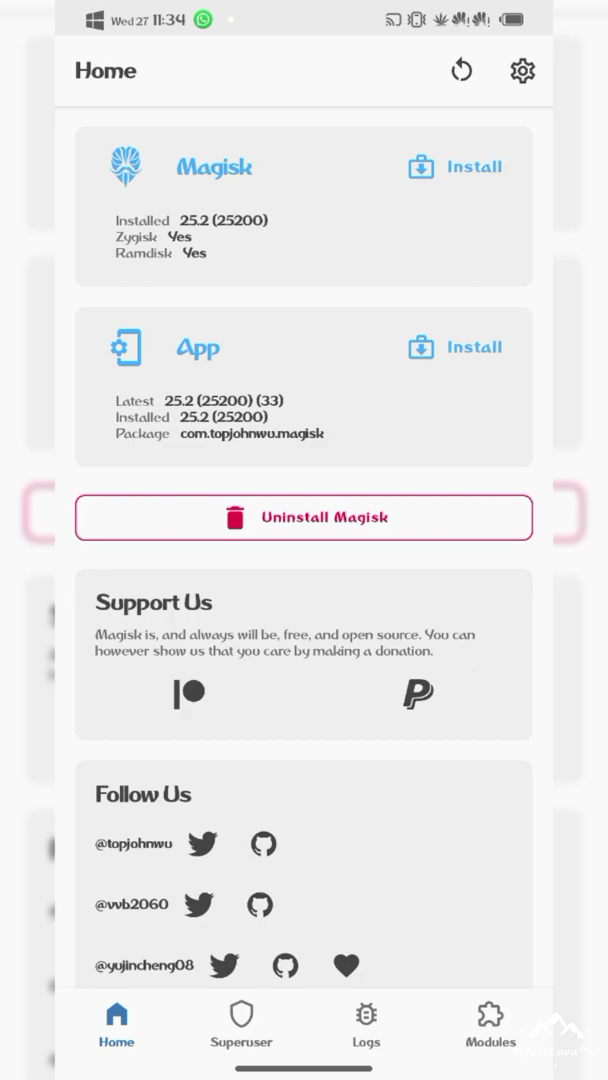 Wed 27 11:34
Home
Magisk
Install
Installed 25.2 (25200)
Zygisk Yes
Ramdisk Yes
App
Install
Latest 25.2 (25200) (33)
Installed 25.2 (25200)
Package com.topjohnwu.magisk
Uninstall Magisk
Support Us
Magisk is, and always will be, free, and open source. You can
however show us that you care by making a donation.
Follow Us
@topjohnwu
@vvb2060
@yujincheng08
Home
Superuser
Logs
Modules